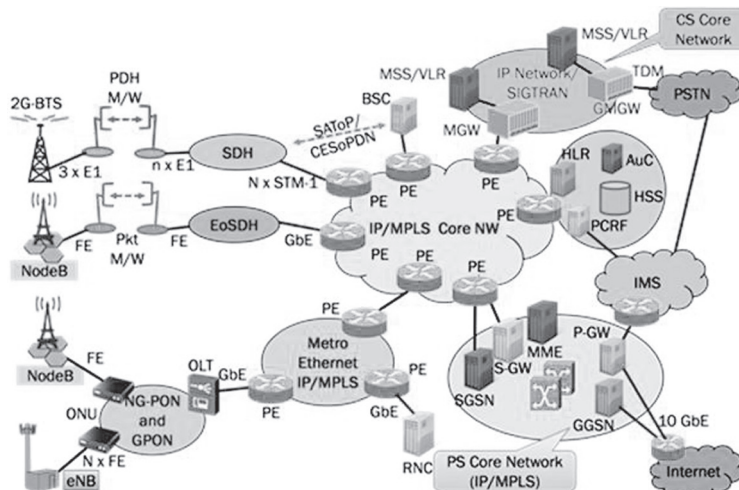 MSS/VLR
CS Core
Network
PDH
M/W
MSS/VLR
IP Network/
SIGTRAN
2G-BTS
BSC
TDM
PSTN
GMGW
SAToP/
CESoPDN
MGW
SDH
3 x E1
n x E1
HLR
AuC
N x STM-1
PE
PE
PE
HSS
PE
PCRF
EoSDH
IP/MPLS Core NW
FE
Pkt
M/W
FE
GbE
NodeB
PE
PE
PE
IMS
PE
P-GW
Metro
Ethernet
IP/MPLS
MME
S-GW
FE
OLT
GbE
PE
NodeB
SGSN
PE
GbE
NG-PON
and
GPON
ONU
GGSN
10 GbE
N x FE
RNC
PS Core Network
(IP/MPLS)
eNB
Internet